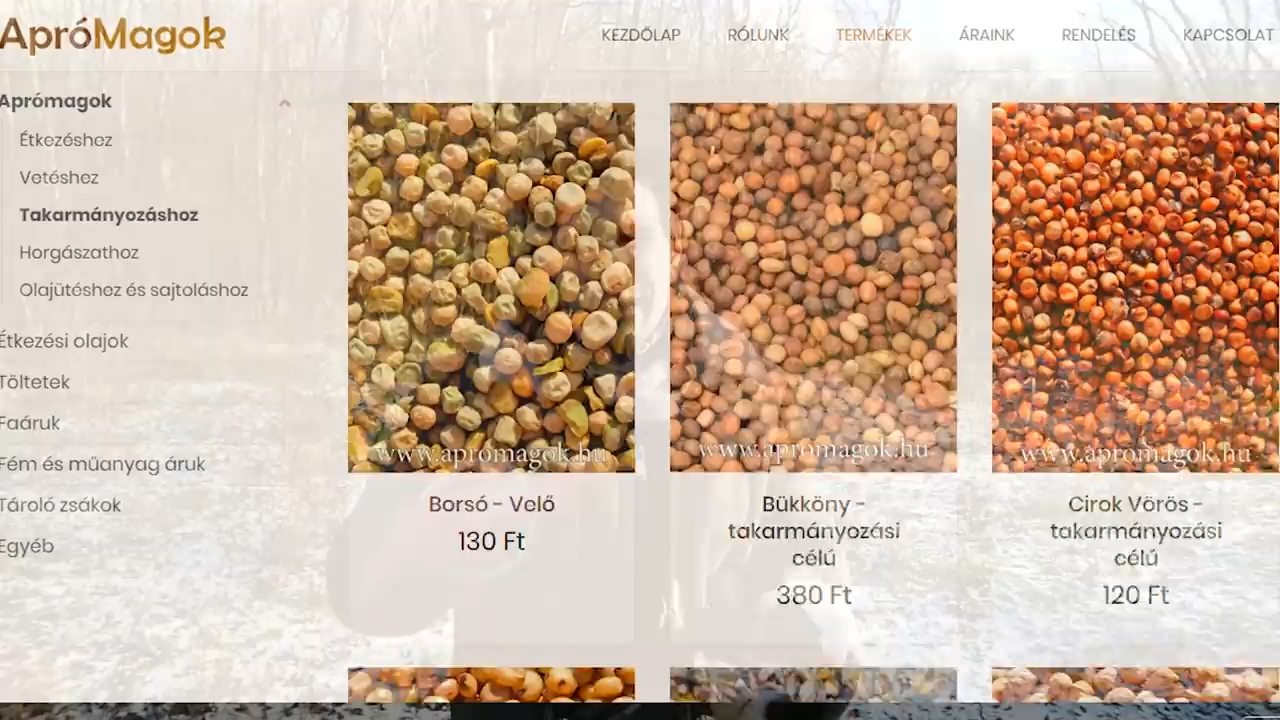 ApróMagok
KEZDŐLAP RÓLUNK TERMÉKEK ÁRAINK RENDELÉS KAPCSOLAT
Aprómagok
Étkezéshez
Vetéshez
Takarmányozáshoz
Horgászathoz
Olajütéshez és sajtoláshoz
Étkezési olajok
Töltetek
Faáruk
Fém és műanyag áruk
Tároló zsákok
Egyéb
www.apromagok.hu
Borsó - Velő
130 Ft
www.apromagok.hu
Bükköny -
takarmányozási
célú
380 Ft
www.apromagok.hu
Cirok Vörös -
takarmányozási
célú
120 Ft